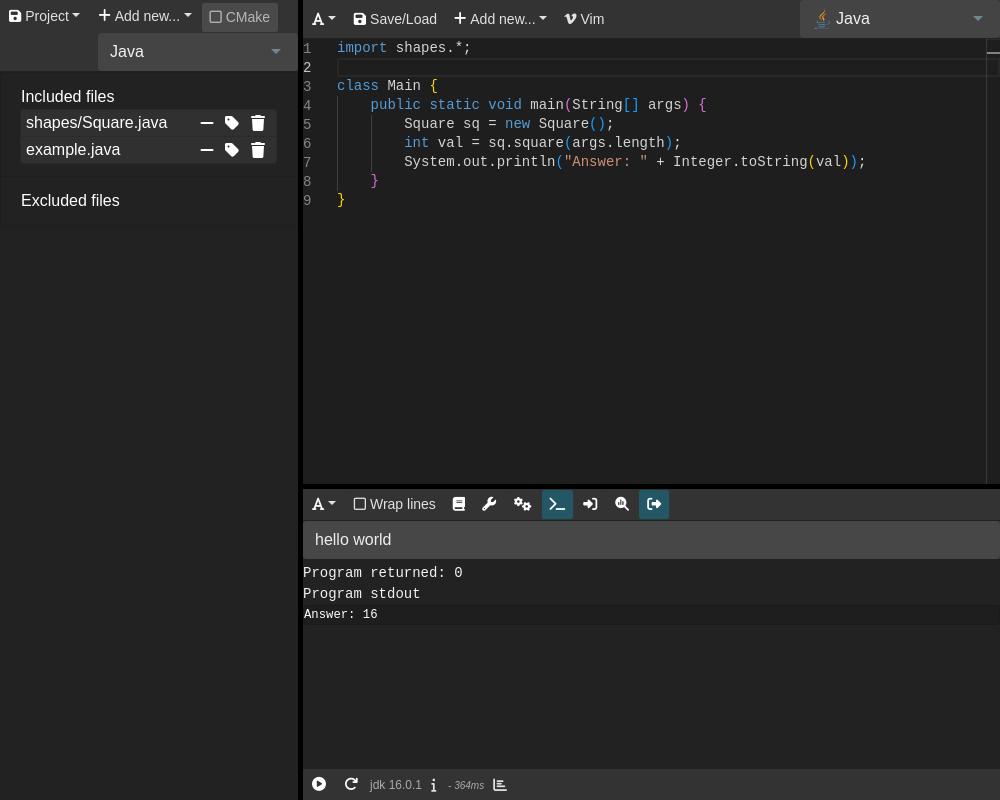 Project
Add new...
CMake
Java
Included files
shapes/Square.java
example.java
Excluded files
A
Save/Load
Add new...
Vim
Java
1 import shapes.*;
2
3 class Main {
4     public static void main(String[] args) {
5         Square sq = new Square();
6         int val = sq.square(args.length);
7         System.out.println("Answer: " + Integer.toString(val));
8     }
9 }
A
Wrap lines
hello world
Program returned: 0
Program stdout
Answer: 16
jdk 16.0.1 i - 364ms